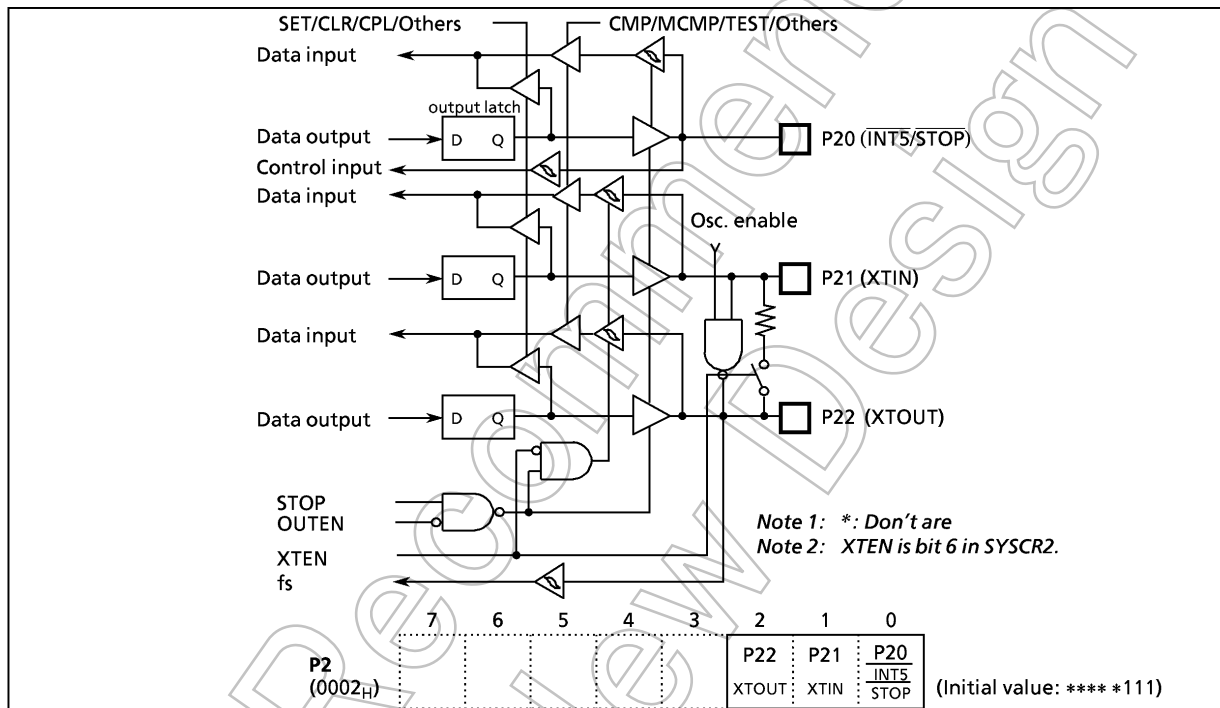 SET/CLR/CPL/Others CMP/MCMP/TEST/Others
Data input
output latch
Data output D Q P20 (INT5/STOP)
Control input
Data input
Osc. enable
Data output D Q P21 (XTIN)
Data input
Data output D Q P22 (XTOUT)
STOP
OUTEN
XTEN
fs
Note 1: *: Don't are
Note 2: XTEN is bit 6 in SYSCR2.
7 6 5 4 3 2 1 0
P2
(0002H)
P22 P21 P20
XTOUT XTIN INT5
STOP
(Initial value: **** *111)
Recommen
ew Design